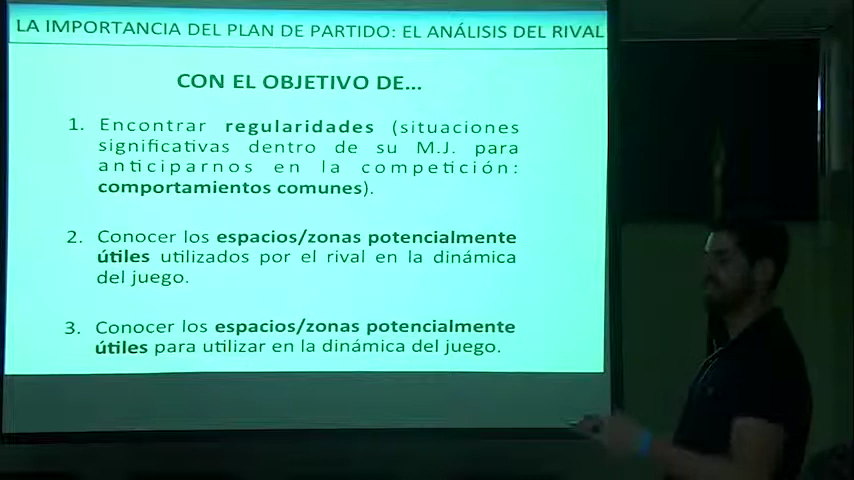 LA IMPORTANCIA DEL PLAN DE PARTIDO: EL ANÁLISIS DEL RIVAL
CON EL OBJETIVO DE...
1. Encontrar regularidades (situaciones
significativas dentro de su M.J. para
anticiparnos en la competición:
comportamientos comunes).
2. Conocer los espacios/zonas potencialmente
útiles utilizados por el rival en la dinámica
del juego.
3. Conocer los espacios/zonas potencialmente
útiles para utilizar en la dinámica del juego.